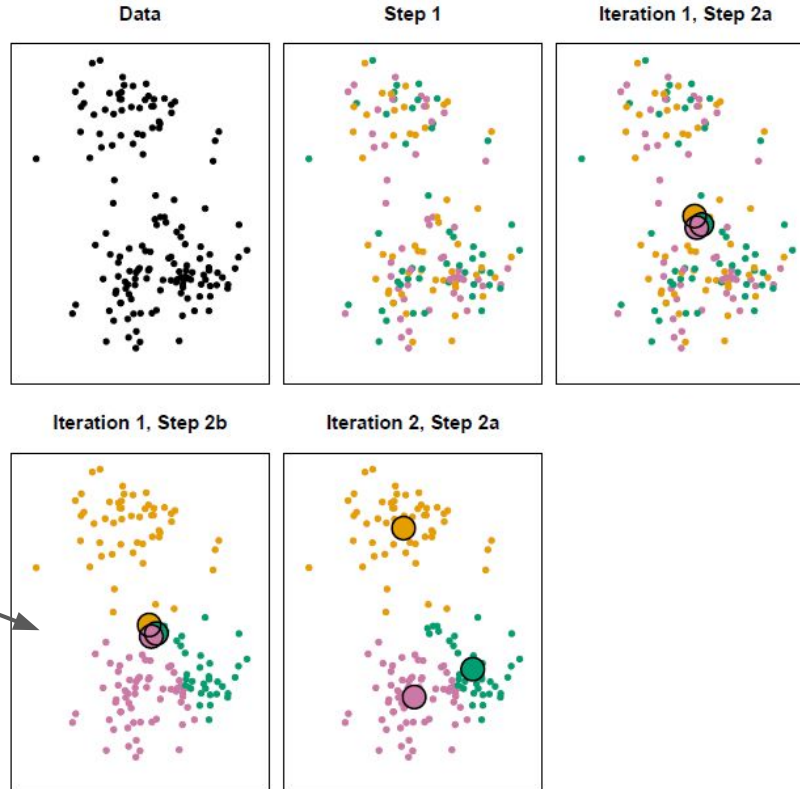 Data
Step 1
Iteration 1, Step 2a
Iteration 1, Step 2b
Iteration 2, Step 2a